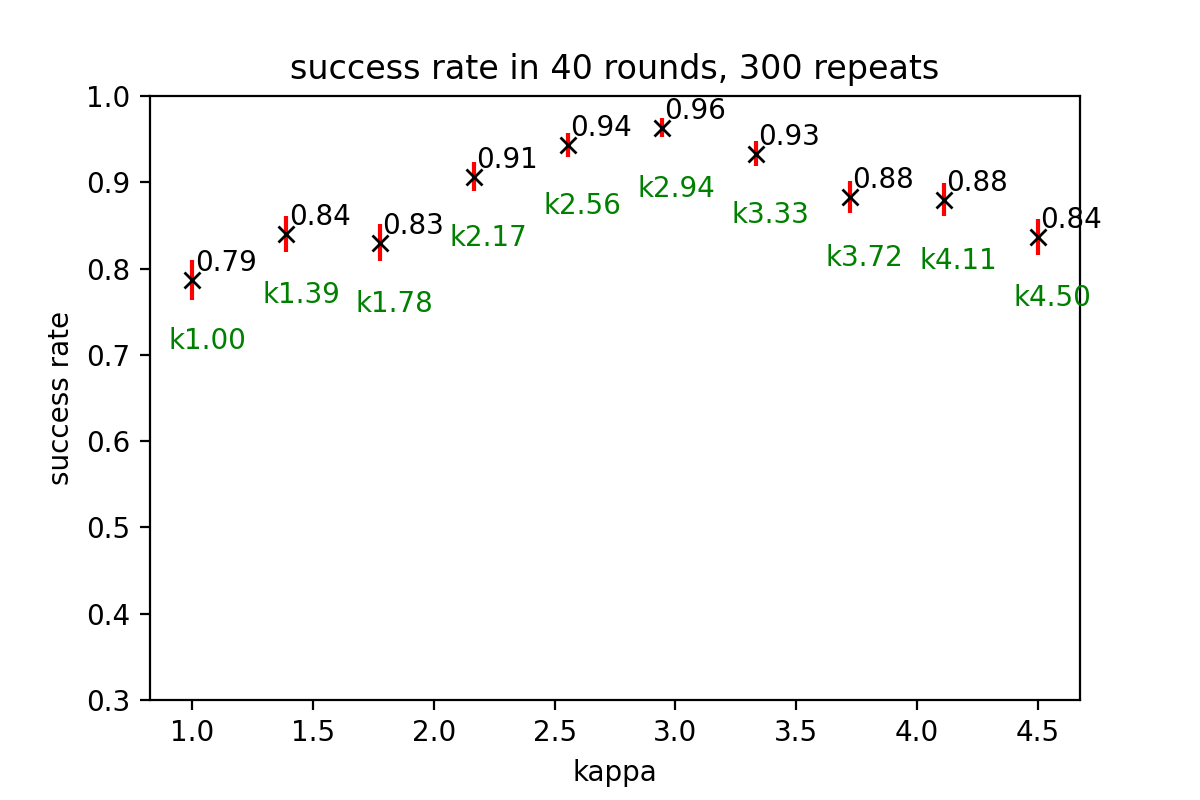 success rate in 40 rounds, 300 repeats
1.0
0.9
0.8
0.7
0.6
0.5
0.4
0.3
success rate
0.79
0.84
0.83
0.91
0.94
0.96
0.93
0.88
0.88
0.84
k1.00
k1.39
k1.78
k2.17
k2.56
k2.94
k3.33
k3.72
k4.11
k4.50
1.0 1.5 2.0 2.5 3.0 3.5 4.0 4.5
kappa